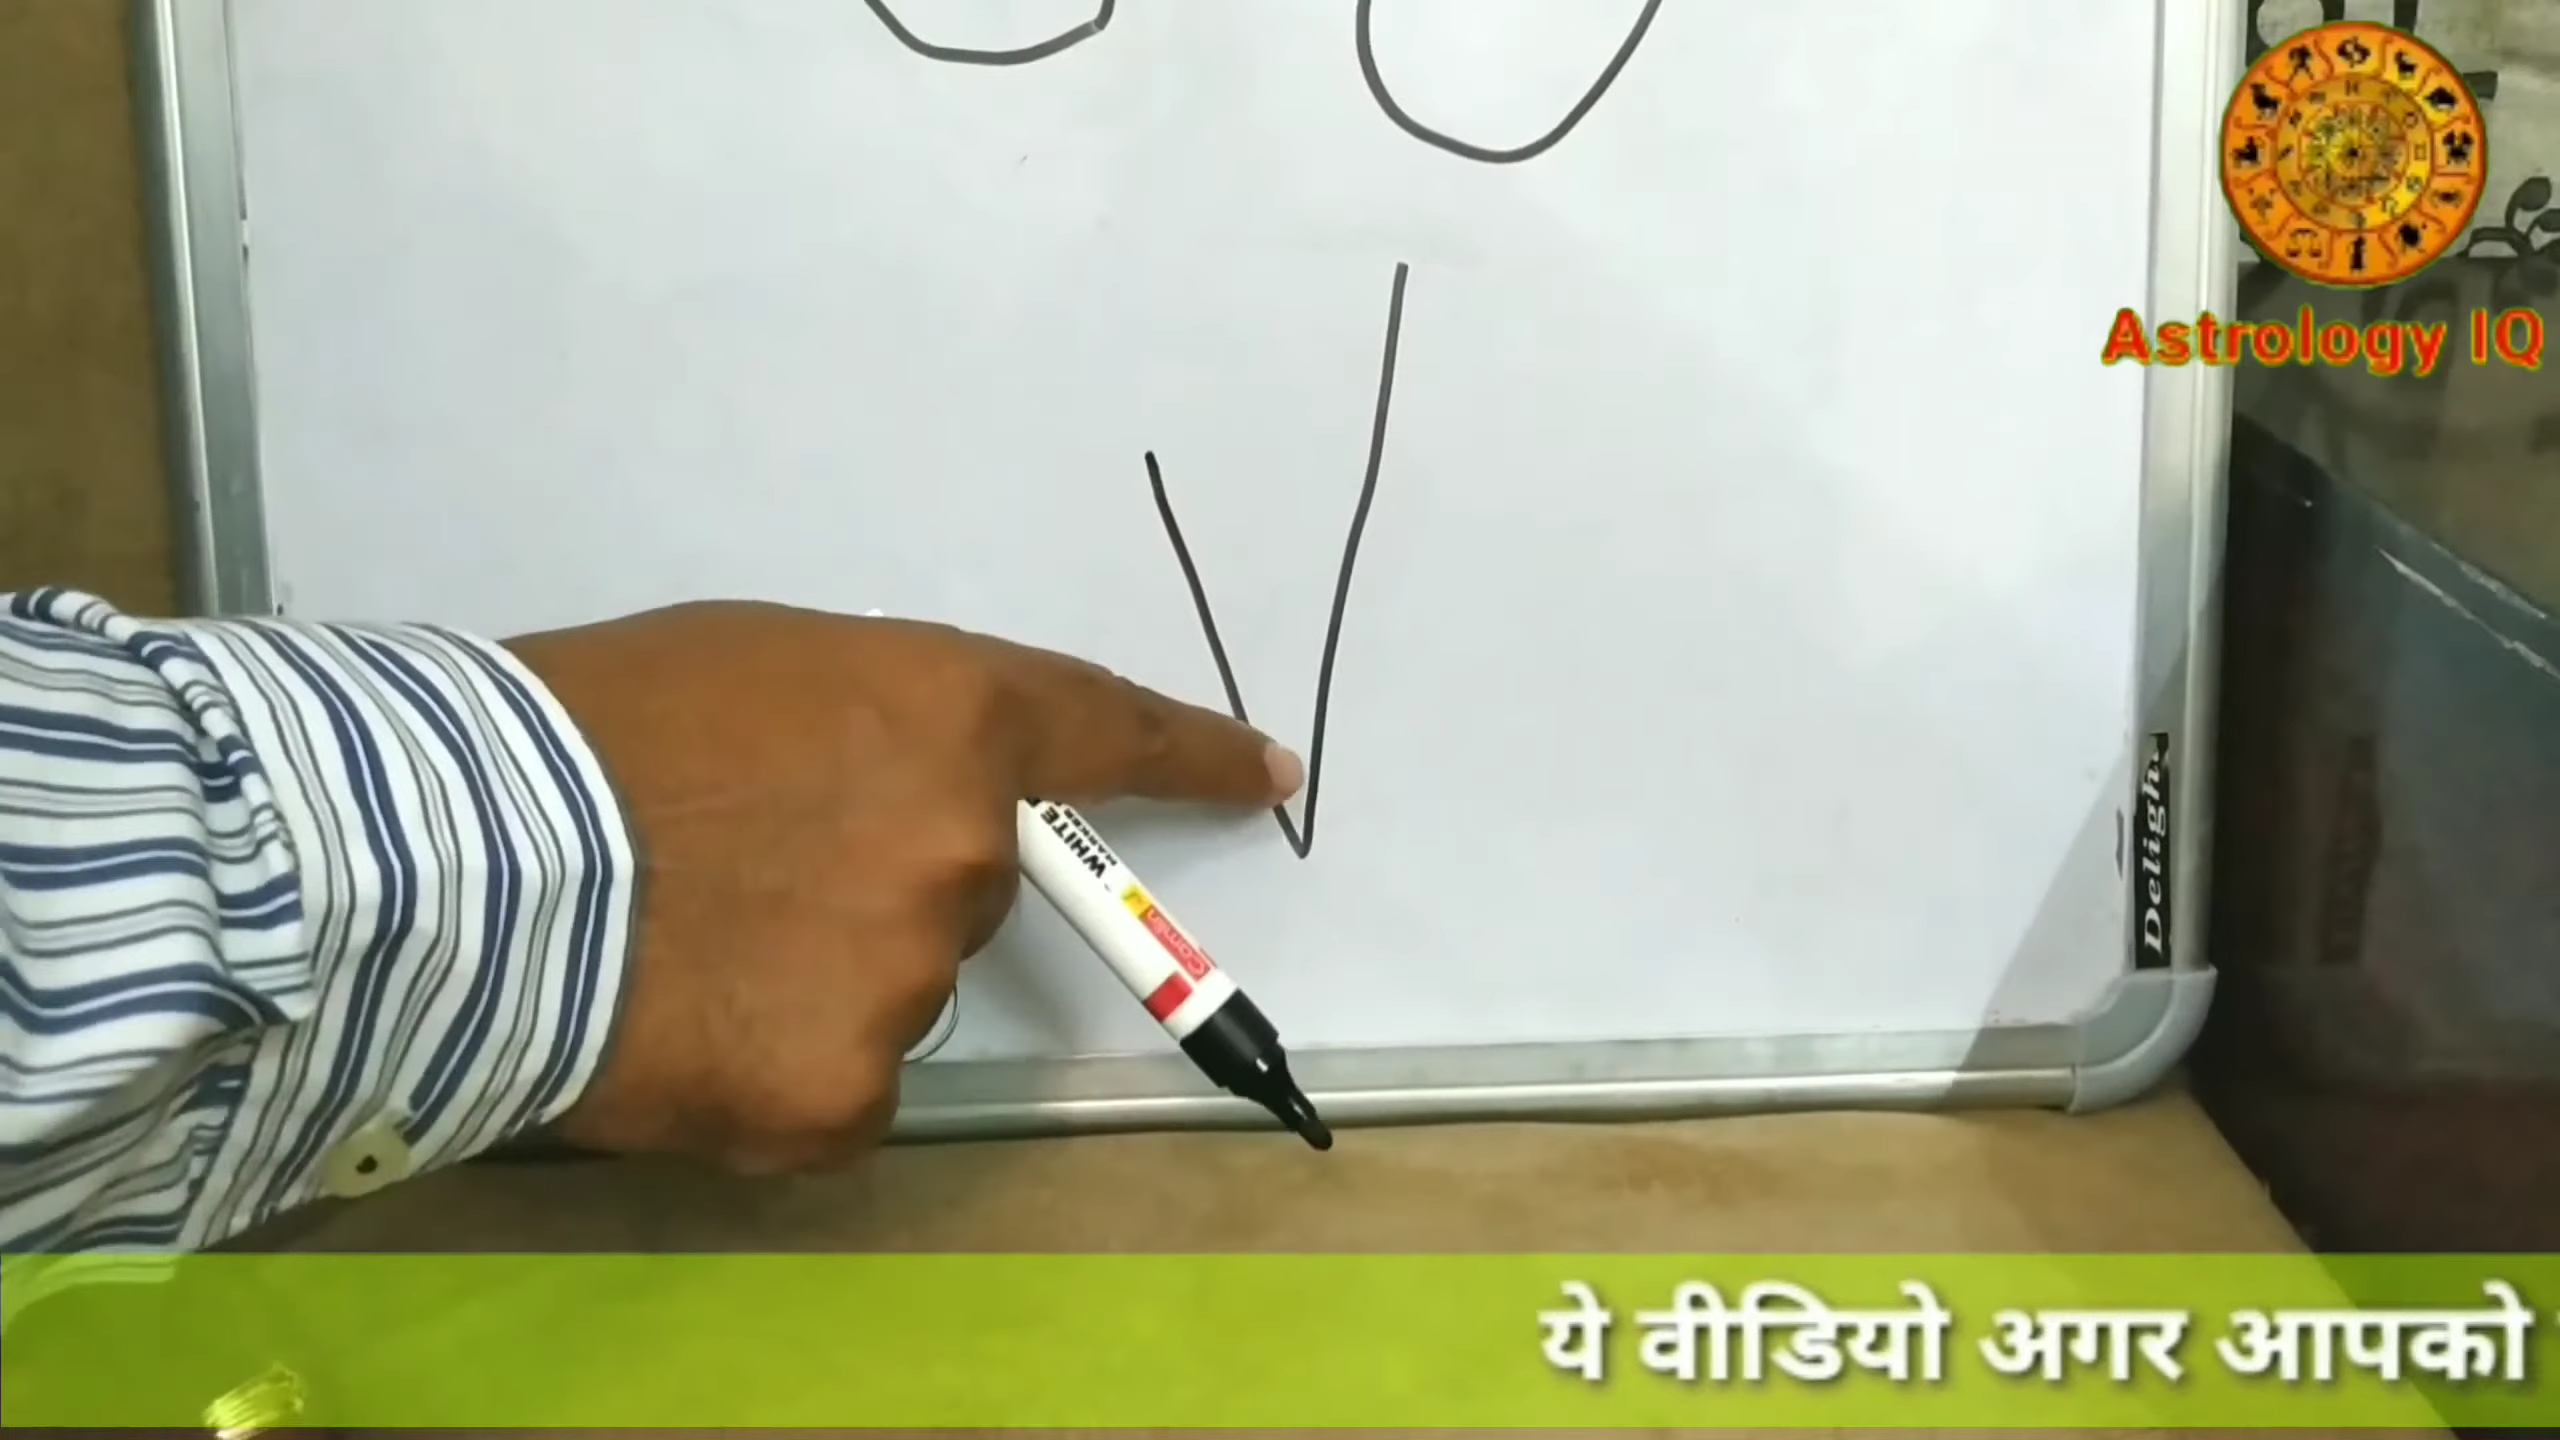 Astrology IQ
V
WHITE
MARKER
Camlin
Delight
ये वीडियो अगर आपको